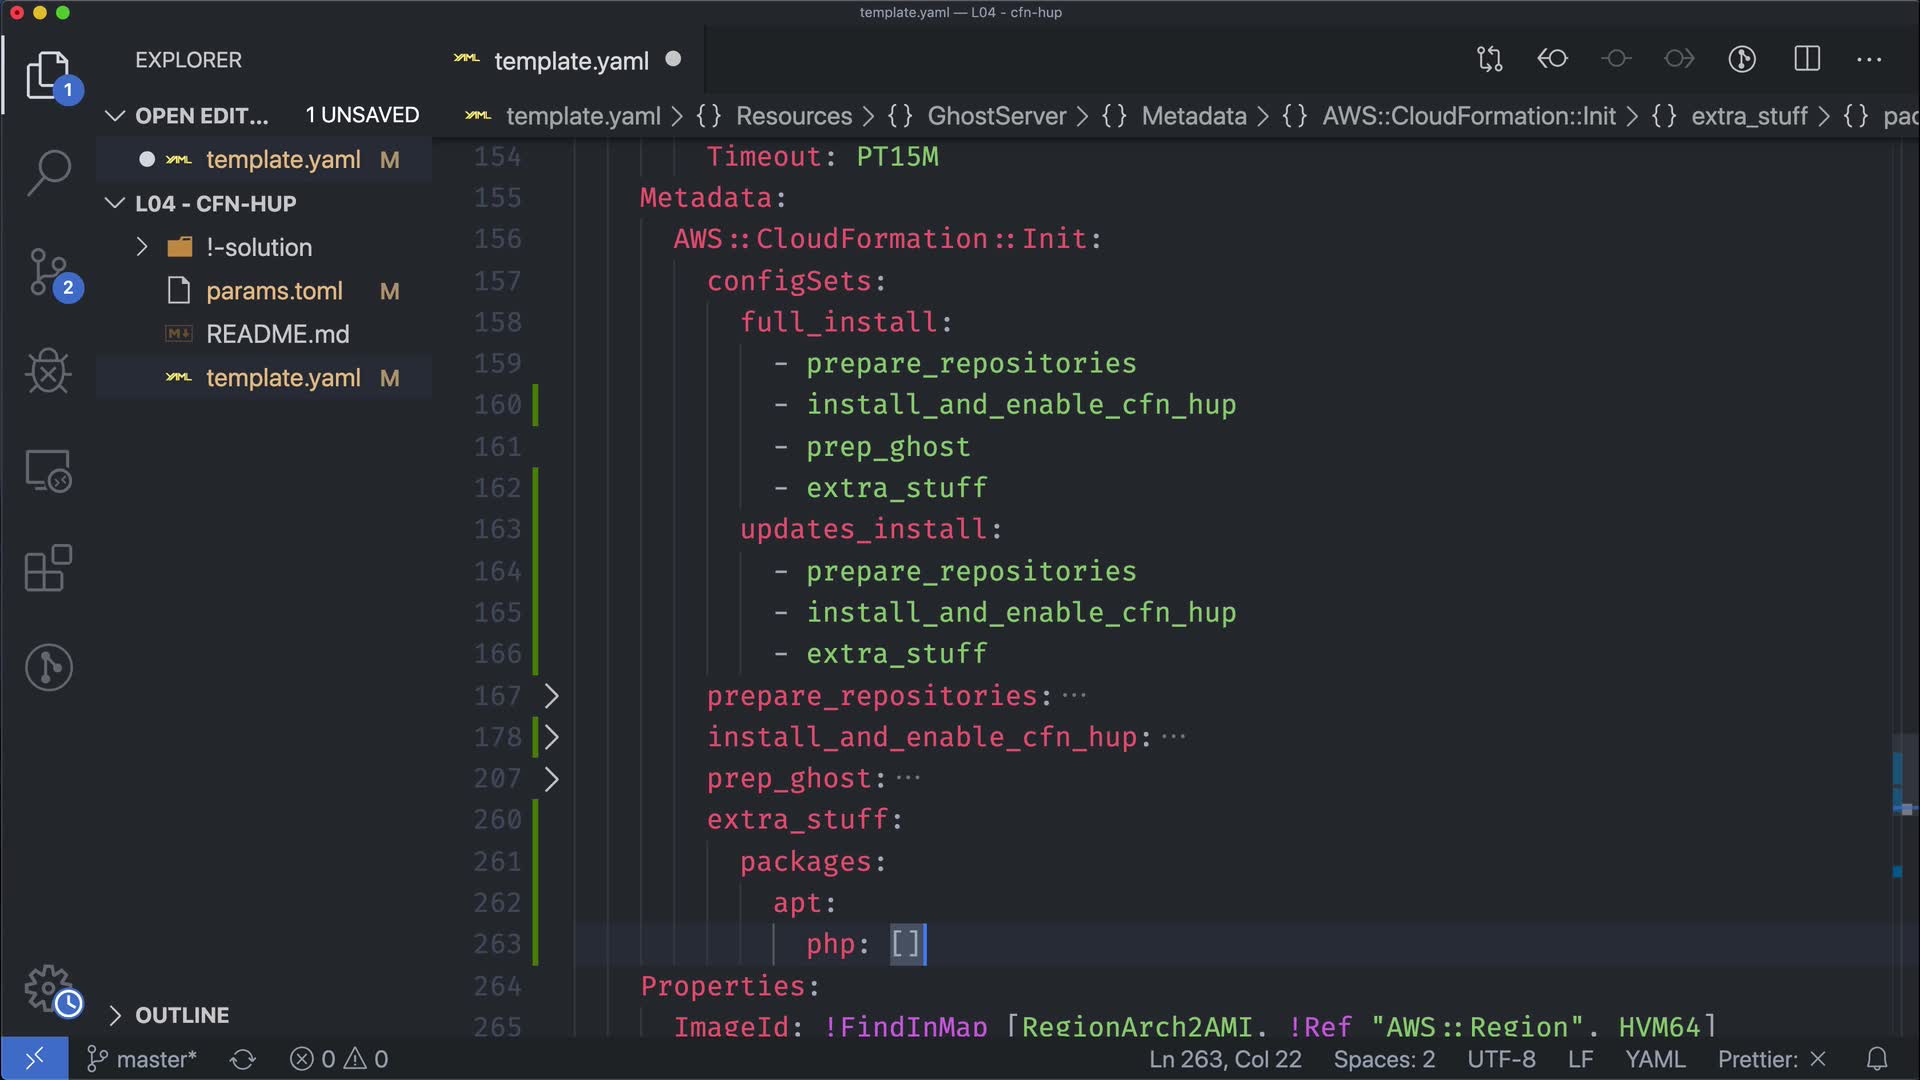 template.yaml — L04 - cfn-hup
EXPLORER
template.yaml
OPEN EDIT... 1 UNSAVED
template.yaml > {} Resources > {} GhostServer > {} Metadata > {} AWS::CloudFormation::Init > {} extra_stuff > {} pac
template.yaml M
L04 - CFN-HUP
!-solution
params.toml M
README.md
template.yaml M
1
2
154 Timeout: PT15M
155 Metadata:
156 AWS::CloudFormation::Init:
157 configSets:
158 full_install:
159 - prepare_repositories
160 - install_and_enable_cfn_hup
161 - prep_ghost
162 - extra_stuff
163 updates_install:
164 - prepare_repositories
165 - install_and_enable_cfn_hup
166 - extra_stuff
167 prepare_repositories: ...
178 install_and_enable_cfn_hup: ...
207 prep_ghost: ...
260 extra_stuff:
261 packages:
262 apt:
263 php: []
264 Properties:
265 ImageId: !FindInMap [RegionArch2AMI, !Ref "AWS::Region", HVM64]
OUTLINE
master* 0 0 Ln 263, Col 22 Spaces: 2 UTF-8 LF YAML Prettier: ×